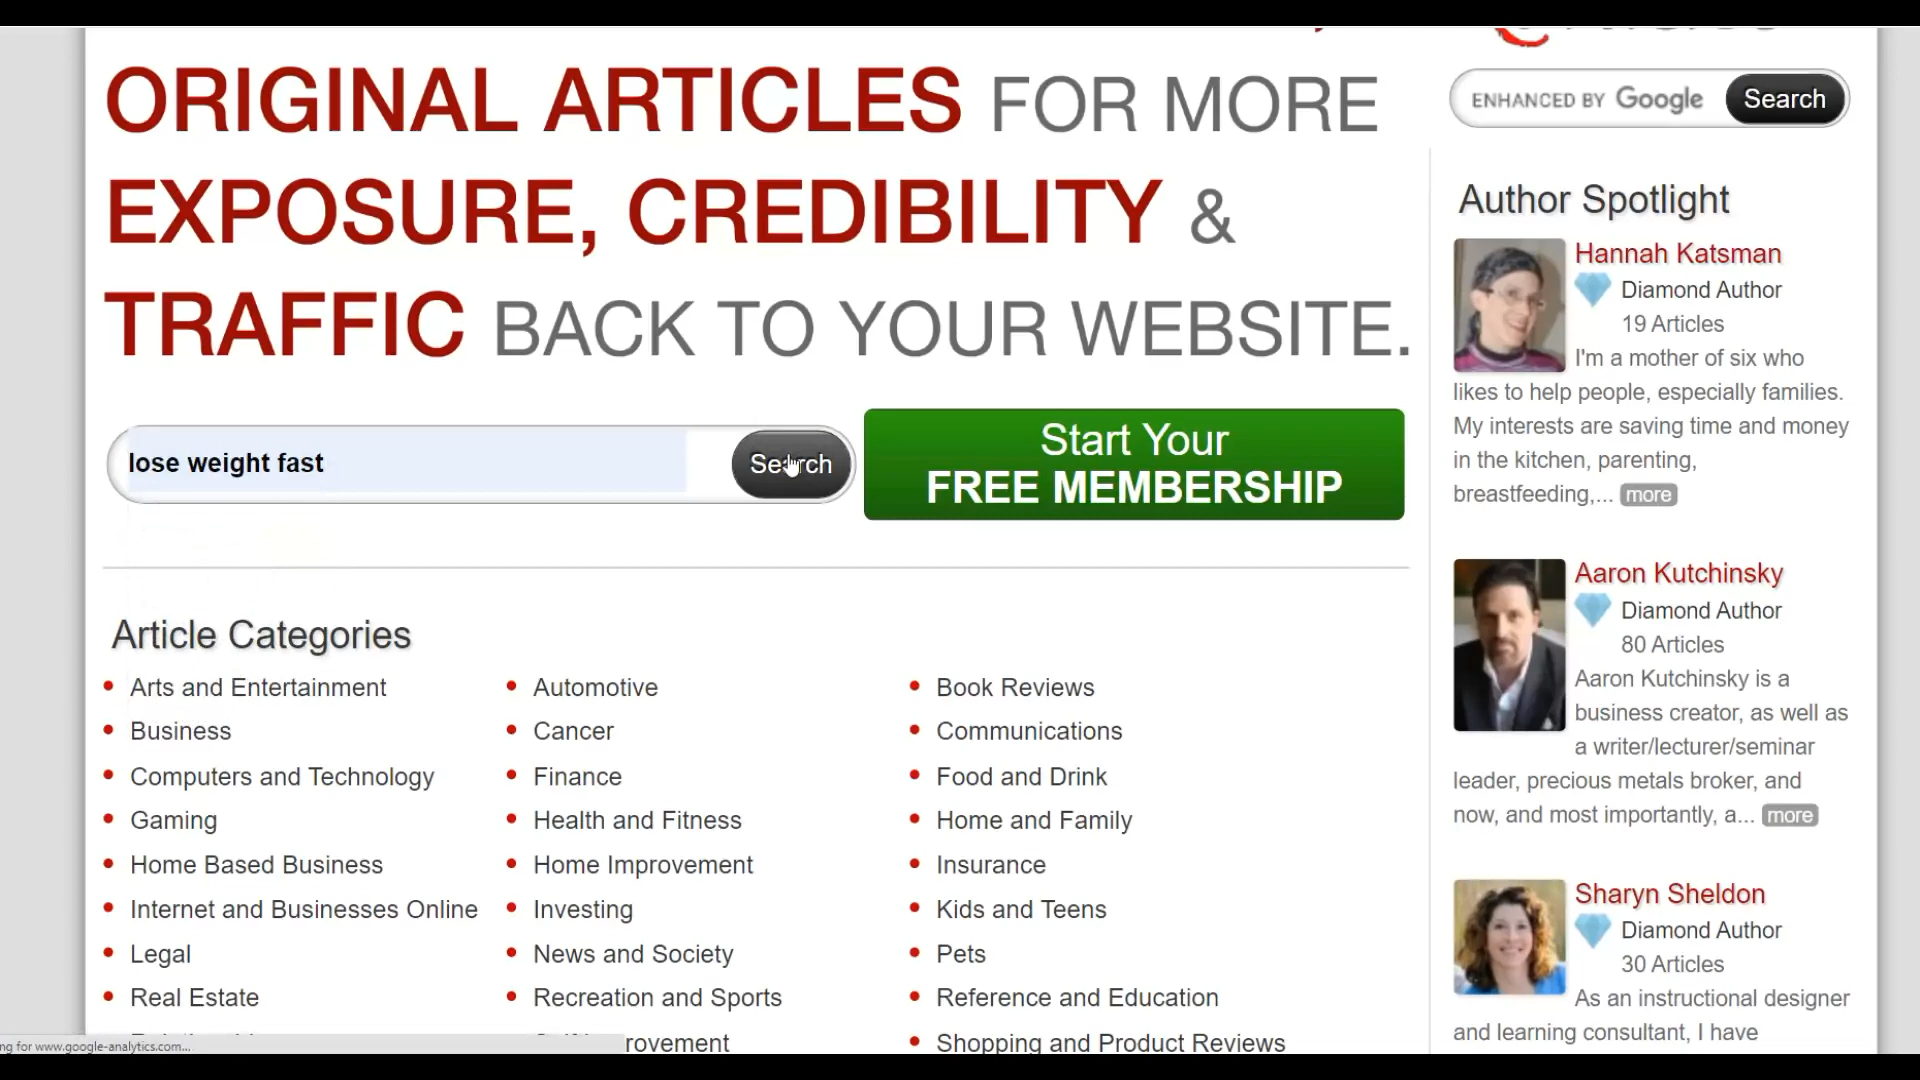 ORIGINAL ARTICLES FOR MORE
EXPOSURE, CREDIBILITY &
TRAFFIC BACK TO YOUR WEBSITE.
lose weight fast
Search
Start Your
FREE MEMBERSHIP
Article Categories
Arts and Entertainment
Automotive
Book Reviews
Business
Cancer
Communications
Computers and Technology
Finance
Food and Drink
Gaming
Health and Fitness
Home and Family
Home Based Business
Home Improvement
Insurance
Internet and Businesses Online
Investing
Kids and Teens
Legal
News and Society
Pets
Real Estate
Recreation and Sports
Reference and Education
Shopping and Product Reviews
ng for www.google-analytics.com...
ENHANCED BY Google
Search
Author Spotlight
Hannah Katsman
Diamond Author
19 Articles
I'm a mother of six who
likes to help people, especially families.
My interests are saving time and money
in the kitchen, parenting,
breastfeeding,... more
Aaron Kutchinsky
Diamond Author
80 Articles
Aaron Kutchinsky is a
business creator, as well as
a writer/lecturer/seminar
leader, precious metals broker, and
now, and most importantly, a... more
Sharyn Sheldon
Diamond Author
30 Articles
As an instructional designer
and learning consultant, I have